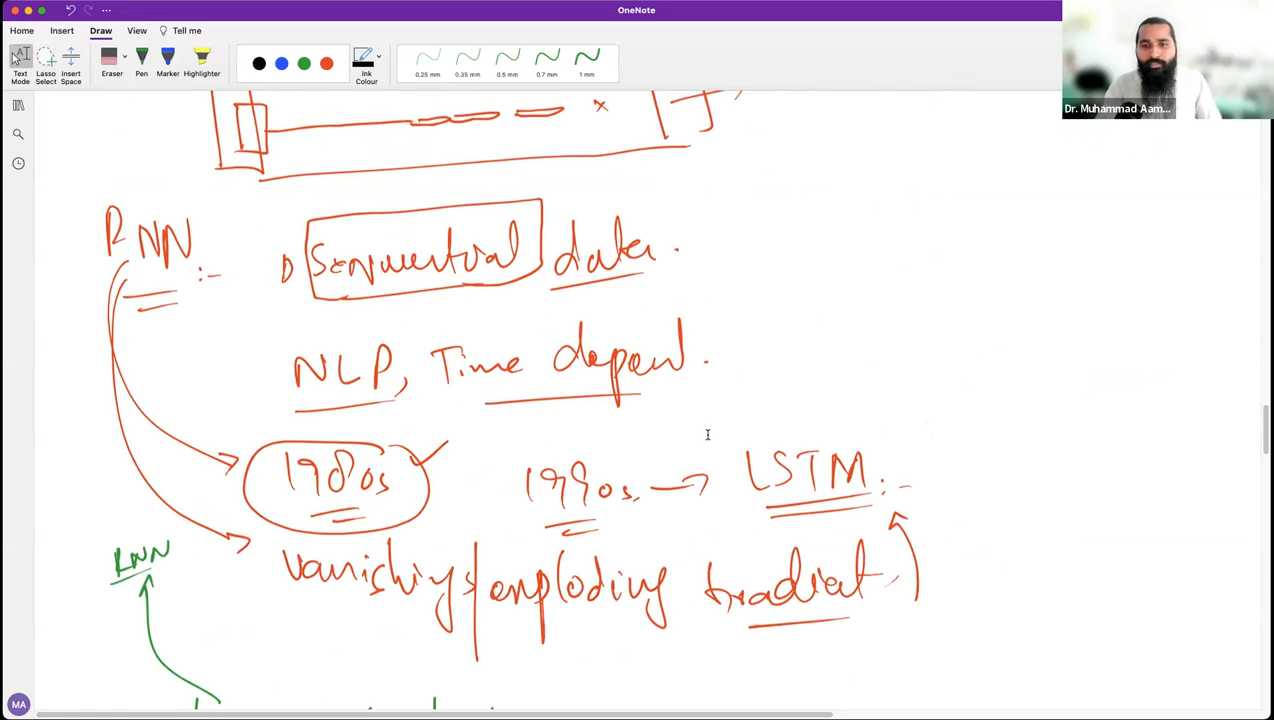 OneNote
Home Insert Draw View Tell me
Text Mode Lasso Select Insert Space Eraser Pen Marker Highlighter Ink Colour 0.25 mm 0.35 mm 0.5 mm 0.7 mm 1 mm
Dr. Muhammad Aam...
RNN :- Sequential data.
NLP, Time depend.
1980s 1990s → LSTM :-
RNN
vanishing/exploding gradient
MA